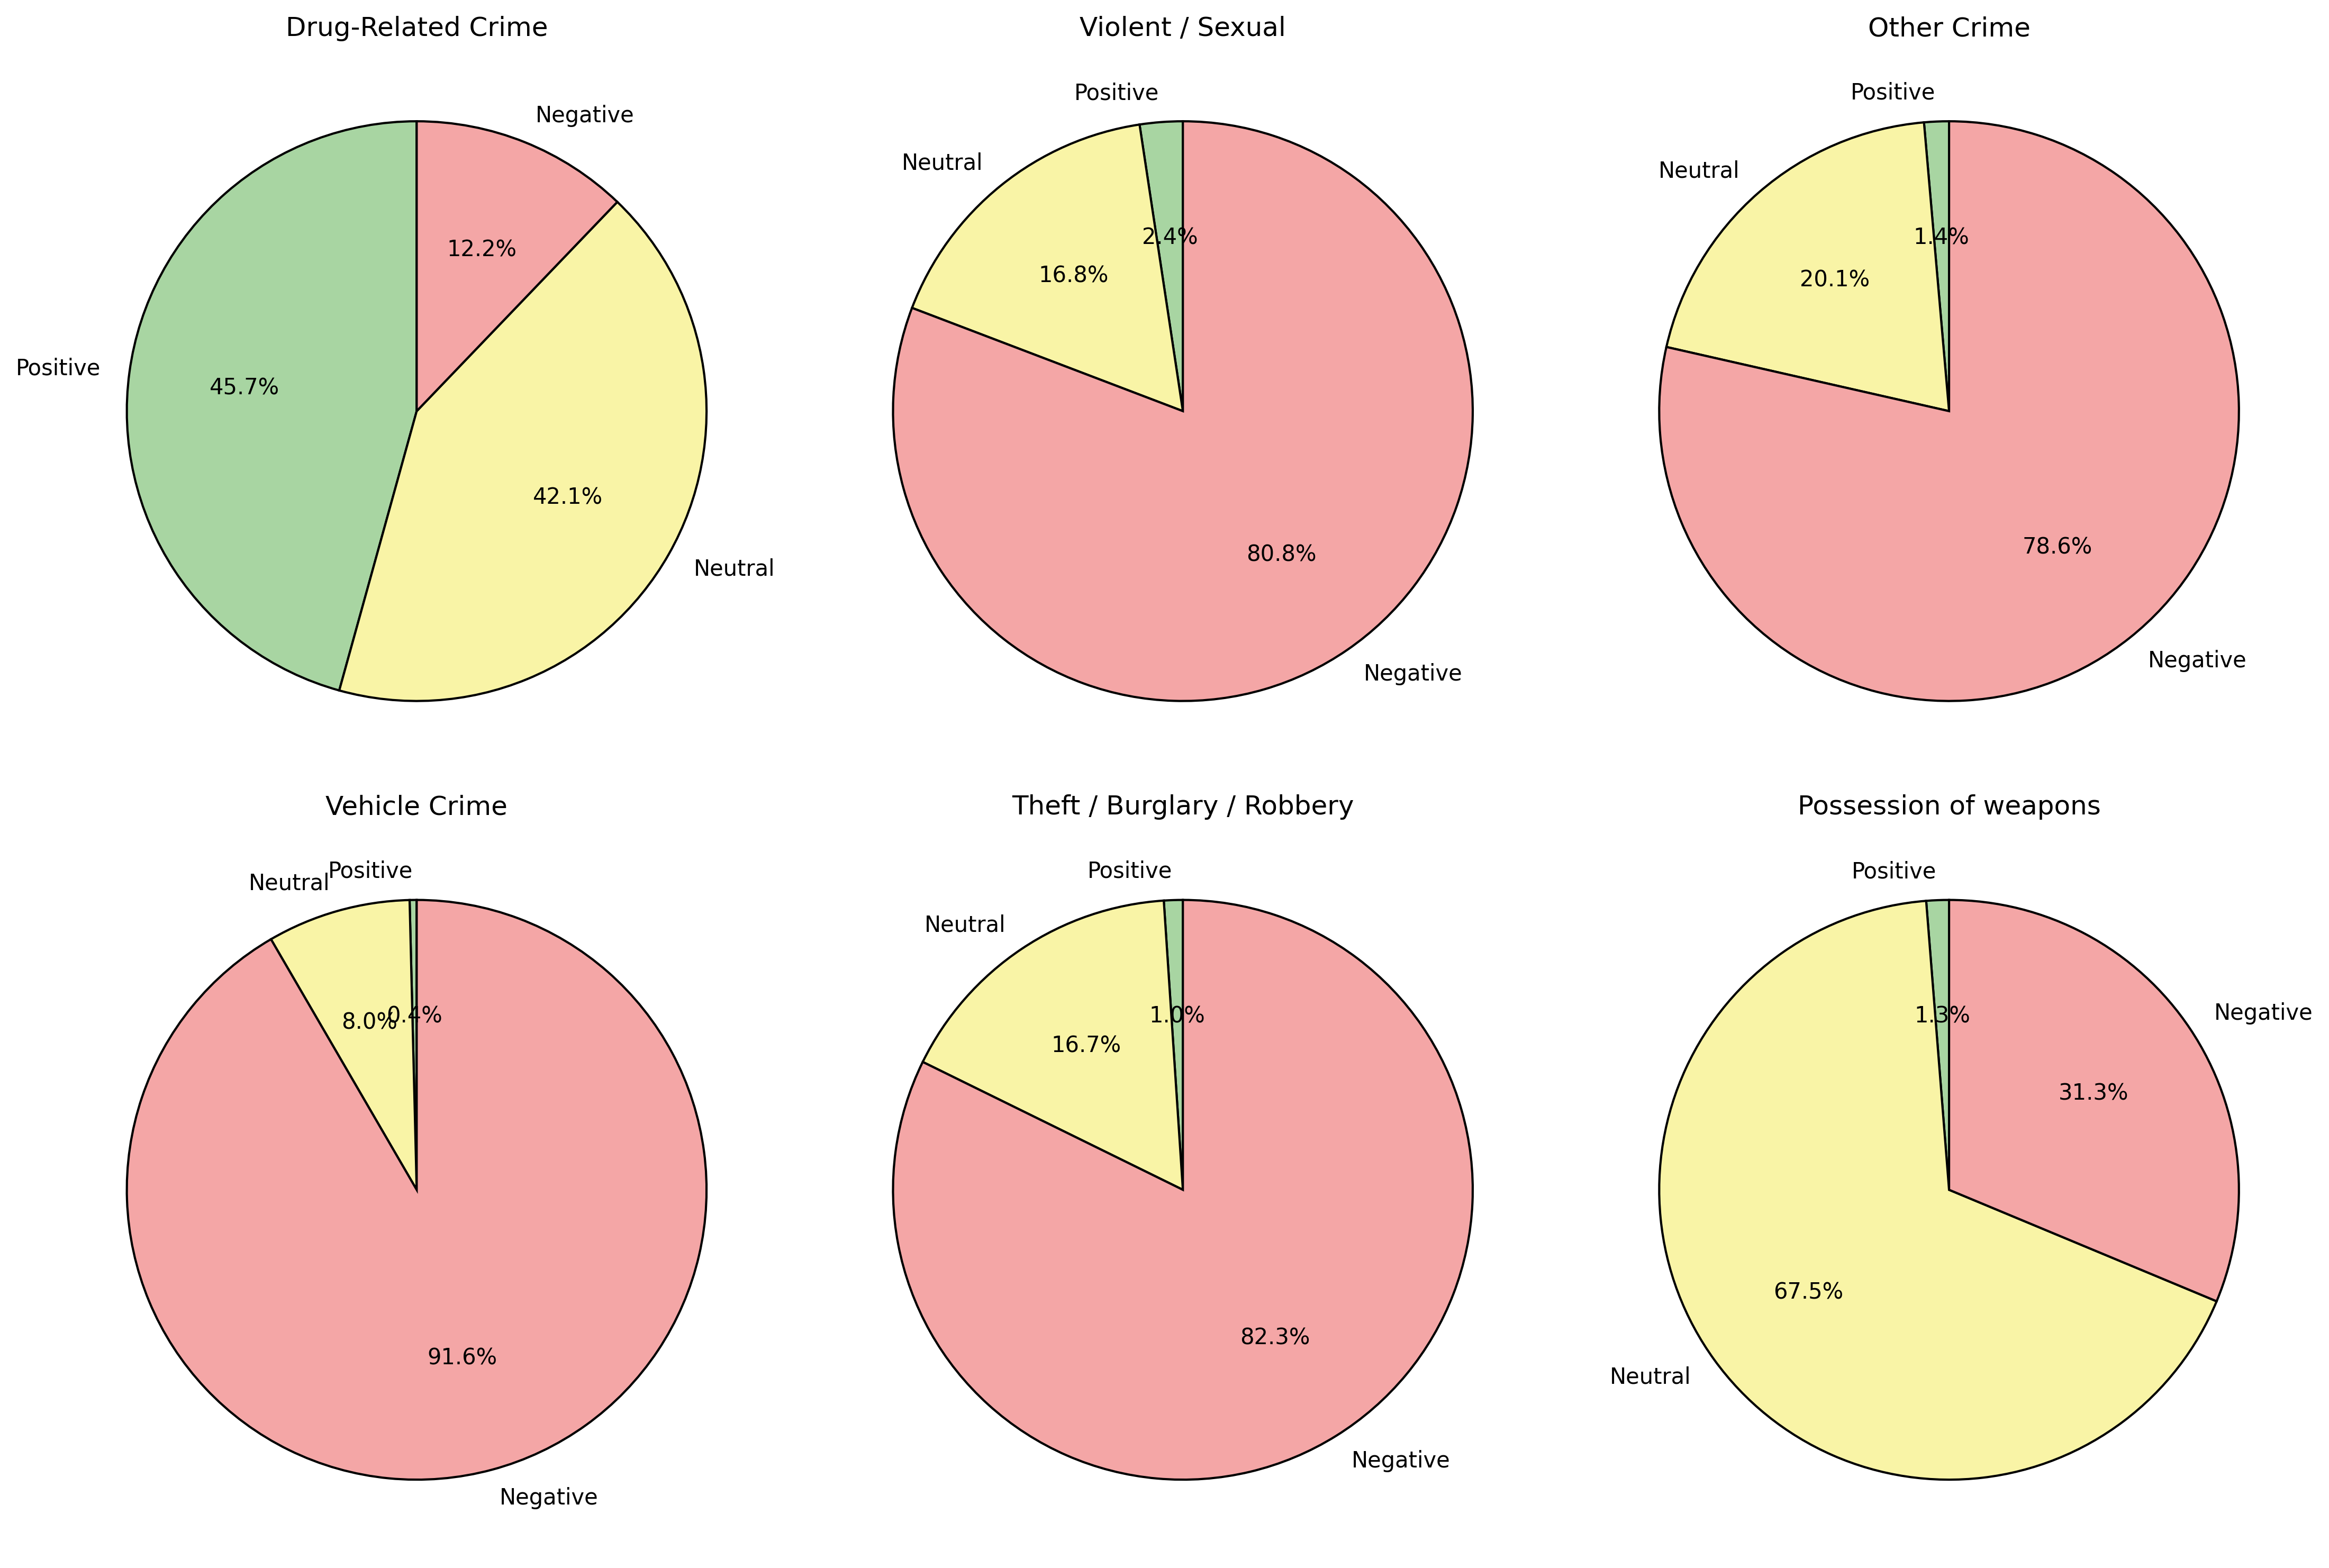 Drug-Related Crime
Negative
12.2%
Positive
45.7%
42.1%
Neutral
Violent / Sexual
Positive
Neutral
2.4%
16.8%
80.8%
Negative
Other Crime
Positive
Neutral
1.4%
20.1%
78.6%
Negative
Vehicle Crime
Positive
Neutral
0.4%
8.0%
91.6%
Negative
Theft / Burglary / Robbery
Positive
Neutral
1.0%
16.7%
82.3%
Negative
Possession of weapons
Positive
Negative
1.3%
31.3%
67.5%
Neutral